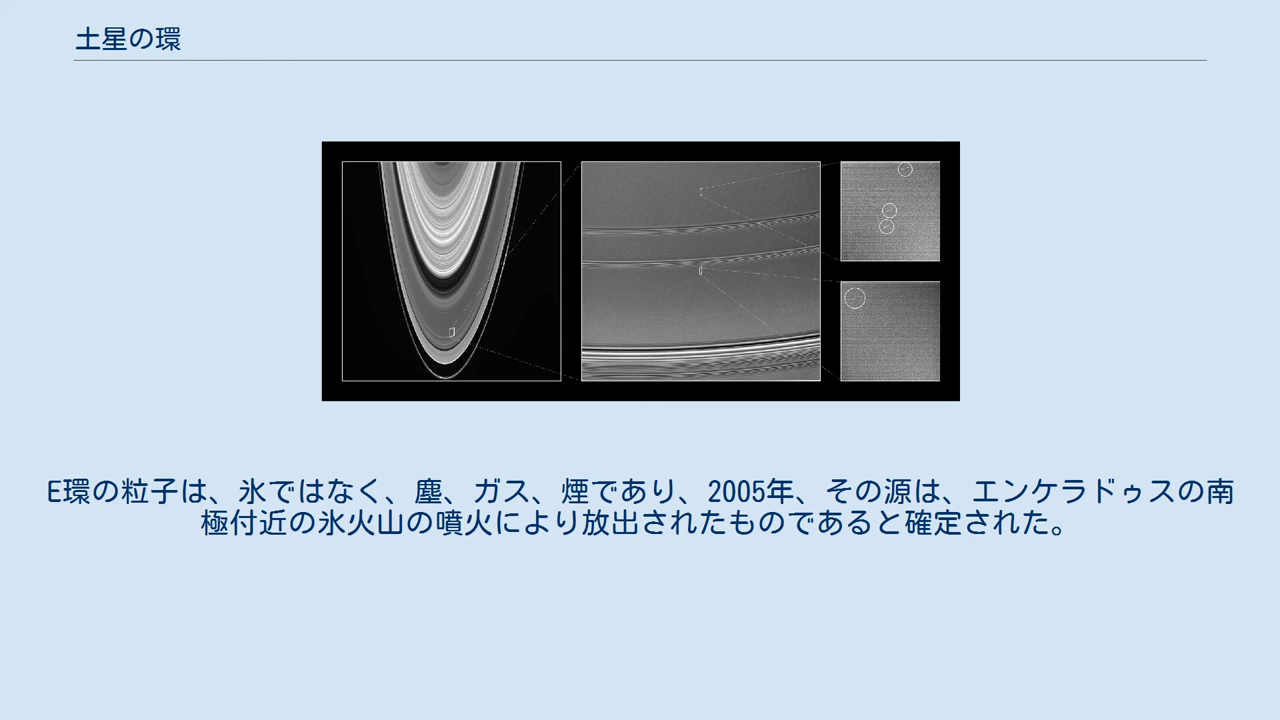 土星の環
E環の粒子は、氷ではなく、塵、ガス、煙であり、2005年、その源は、エンケラドゥスの南
極付近の氷火山の噴火により放出されたものであると確定された。